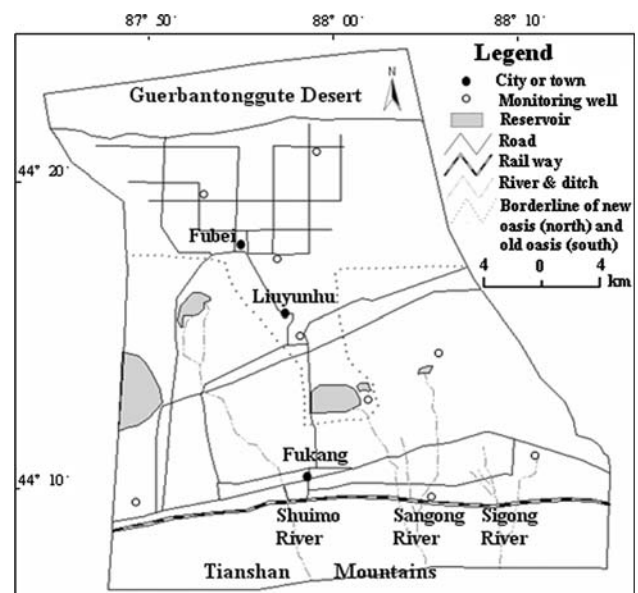 87° 50´ 88° 00´ 88° 10´
Legend
City or town
Monitoring well
Reservoir
Road
Rail way
River & ditch
Borderline of new
oasis (north) and
old oasis (south)
4 0 4
km
N
Guerbantonggute Desert
44° 20´
Fubei
Liuyunhu
Fukang
44° 10´
Shuimo
River
Sangong
River
Sigong
River
Tianshan Mountains